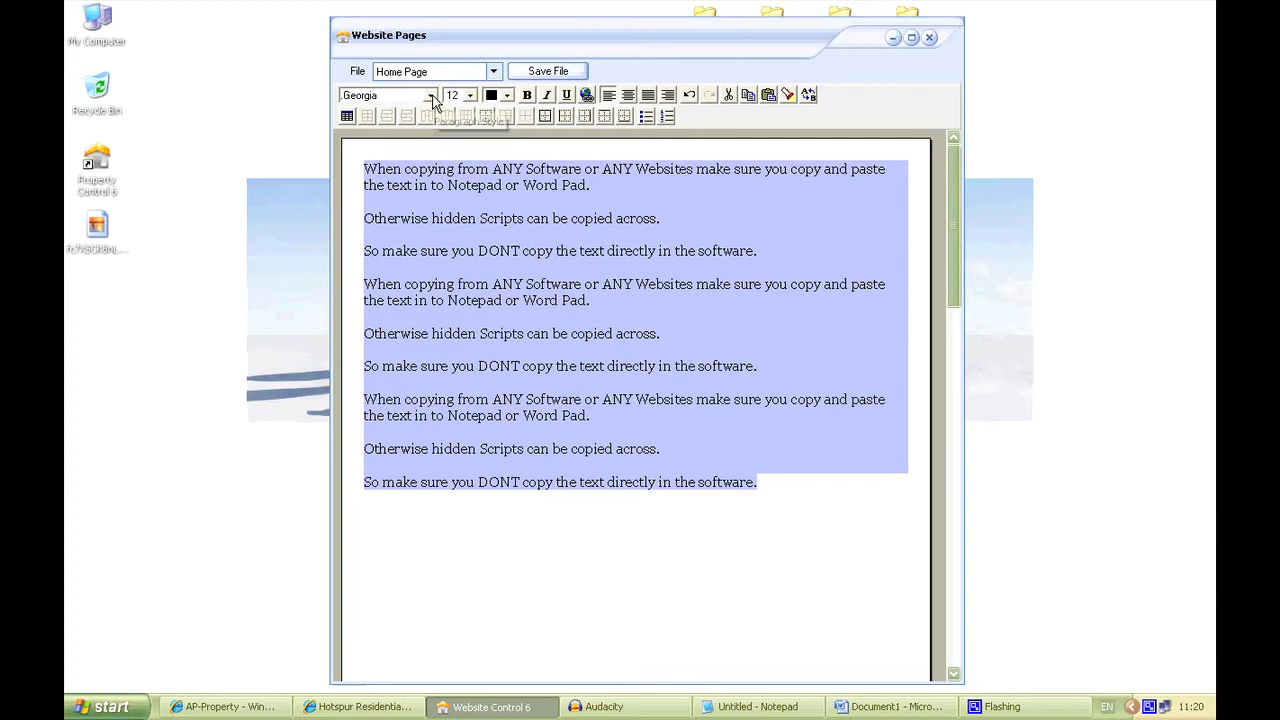 My Computer
Recycle Bin
Property
Control 6
Website Pages
File
Home Page
Save File
Georgia
12
B I U
Paragraph Style
When copying from ANY Software or ANY Websites make sure you copy and paste
the text in to Notepad or Word Pad.
Otherwise hidden Scripts can be copied across.
So make sure you DONT copy the text directly in the software.
When copying from ANY Software or ANY Websites make sure you copy and paste
the text in to Notepad or Word Pad.
Otherwise hidden Scripts can be copied across.
So make sure you DONT copy the text directly in the software.
When copying from ANY Software or ANY Websites make sure you copy and paste
the text in to Notepad or Word Pad.
Otherwise hidden Scripts can be copied across.
So make sure you DONT copy the text directly in the software.
start
AP-Property - Win...
Hotspur Residentia...
Website Control 6
Audacity
Untitled - Notepad
Document1 - Micro...
Flashing
EN
11:20